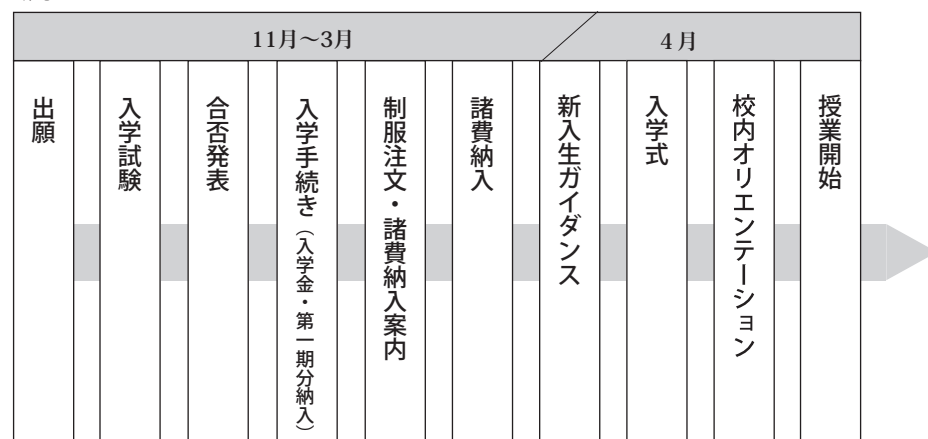 11月～3月
4月
出願
入学試験
合否発表
入学手続き（入学金・第一期分納入）
制服注文・諸費納入案内
諸費納入
新入生ガイダンス
入学式
校内オリエンテーション
授業開始